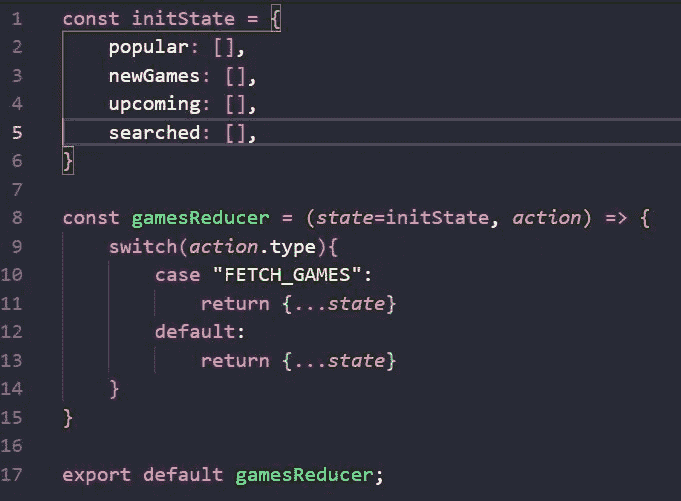 1 const initState = {
2     popular: [],
3     newGames: [],
4     upcoming: [],
5     searched: [],
6 }
7
8 const gamesReducer = (state=initState, action) => {
9     switch(action.type){
10         case "FETCH_GAMES":
11             return {...state}
12         default:
13             return {...state}
14     }
15 }
16
17 export default gamesReducer;